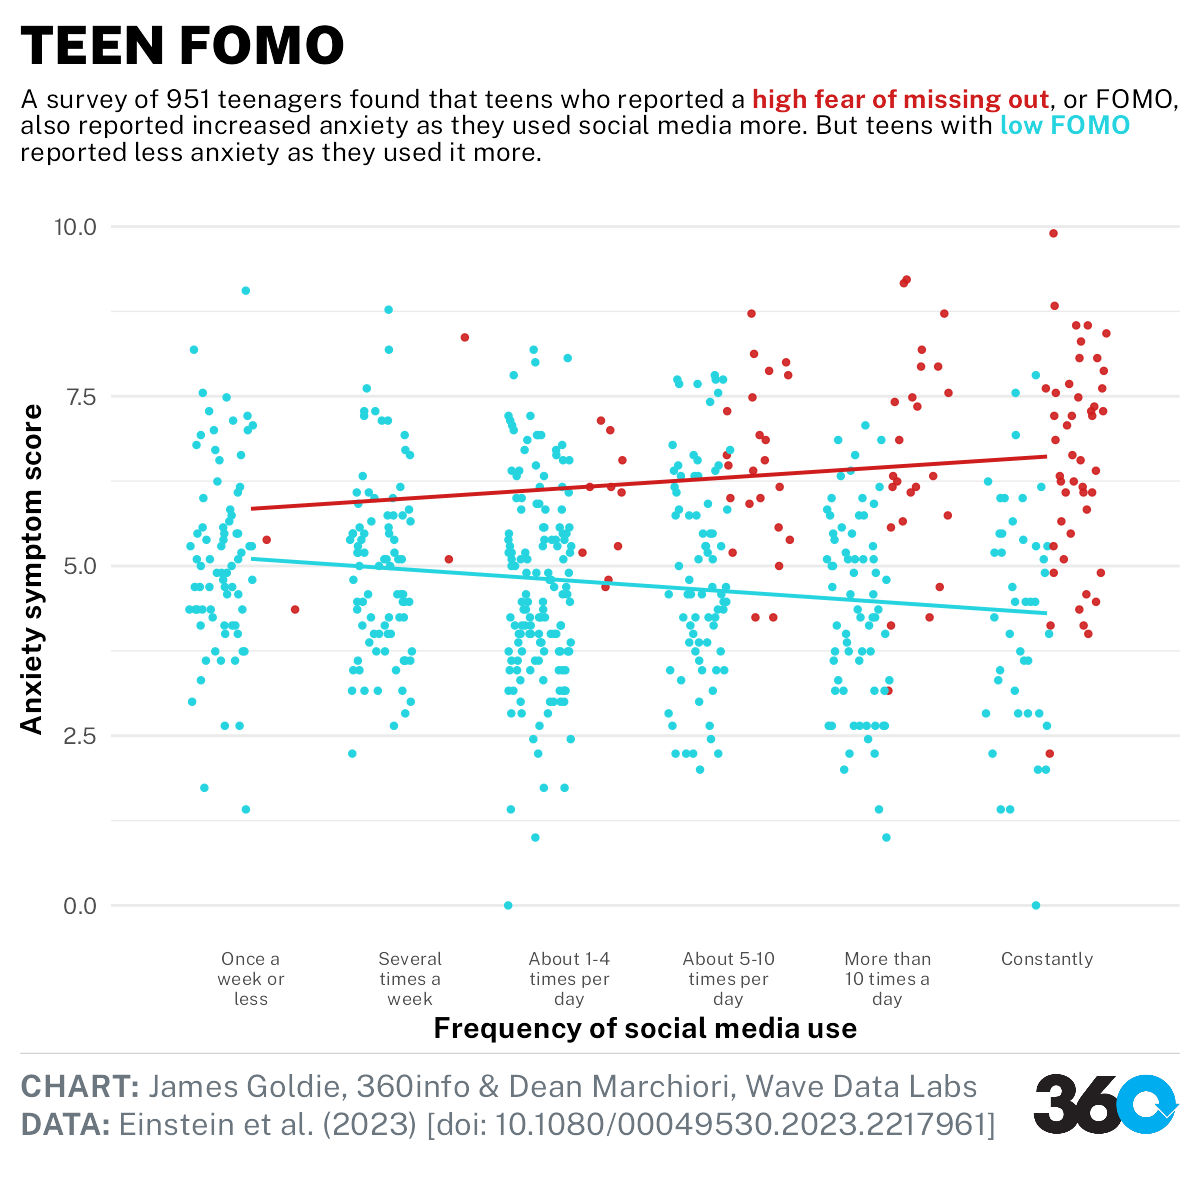 TEEN FOMO
A survey of 951 teenagers found that teens who reported a high fear of missing out, or FOMO,
also reported increased anxiety as they used social media more. But teens with low FOMO
reported less anxiety as they used it more.
10.0
7.5
5.0
2.5
0.0
Anxiety symptom score
Once a
week or
less
Several
times a
week
About 1-4
times per
day
About 5-10
times per
day
More than
10 times a
day
Constantly
Frequency of social media use
CHART: James Goldie, 360info & Dean Marchiori, Wave Data Labs
DATA: Einstein et al. (2023) [doi: 10.1080/00049530.2023.2217961]
360